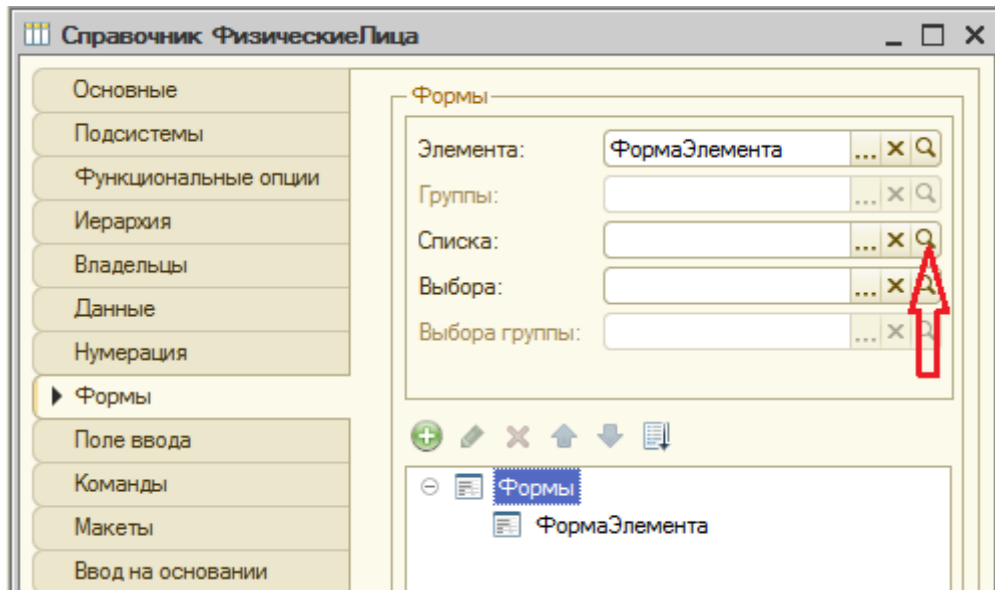 Справочник ФизическиеЛица
Основные
Подсистемы
Функциональные опции
Иерархия
Владельцы
Данные
Нумерация
Формы
Поле ввода
Команды
Макеты
Ввод на основании
Формы
Элемента: ФормаЭлемента ...
Группы: ...
Списка: ...
Выбора: ...
Выбора группы: ...
Формы
ФормаЭлемента